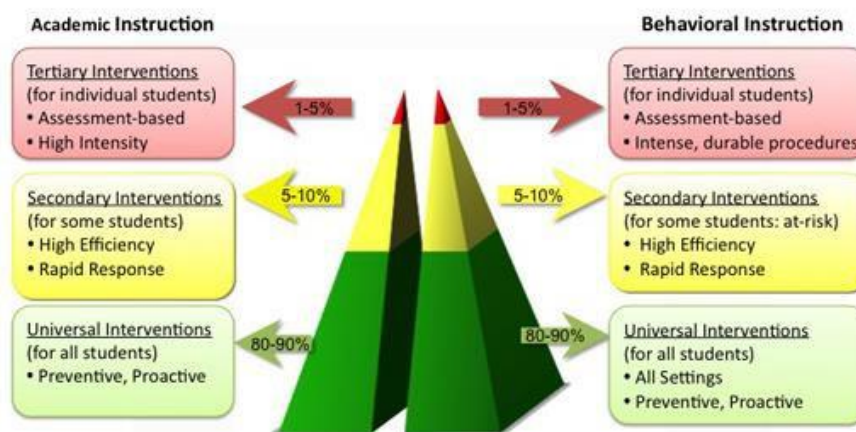 Academic Instruction
Tertiary Interventions
(for individual students)
• Assessment-based
• High Intensity
1-5%
Secondary Interventions
(for some students)
• High Efficiency
• Rapid Response
5-10%
Universal Interventions
(for all students)
• Preventive, Proactive
80-90%
Behavioral Instruction
1-5%
Tertiary Interventions
(for individual students)
• Assessment-based
• Intense, durable procedures
5-10%
Secondary Interventions
(for some students: at-risk)
• High Efficiency
• Rapid Response
80-90%
Universal Interventions
(for all students)
• All Settings
• Preventive, Proactive